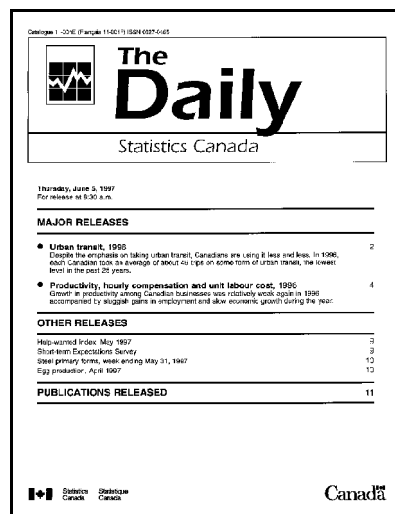 Catalogue 11-001E (Français 11-001F) ISSN 0827-0465
The
Daily
Statistics Canada
Thursday, June 5, 1997
For release at 8:30 a.m.
MAJOR RELEASES
● Urban transit, 1996 2
Despite the emphasis on taking urban transit, Canadians are using it less and less. In 1996,
each Canadian took an average of about 48 trips on some form of urban transit, the lowest
level in the past 25 years.
● Productivity, hourly compensation and unit labour cost, 1996 4
Growth in productivity among Canadian businesses was relatively weak again in 1996
accompanied by sluggish gains in employment and slow economic growth during the year.
OTHER RELEASES
Help-wanted Index, May 1997 9
Short-term Expectations Survey 9
Steel primary forms, week ending May 31, 1997 10
Egg production, April 1997 10
PUBLICATIONS RELEASED 11
Statistics Statistique
Canada Canada
Canada